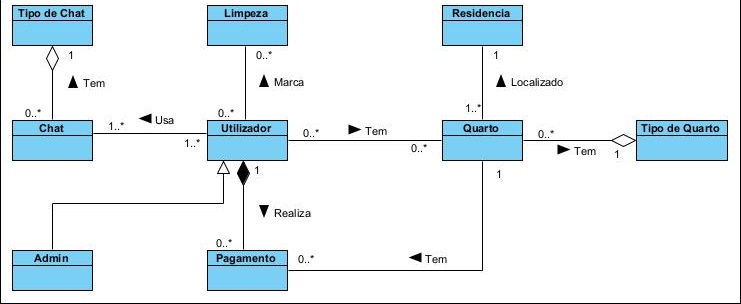 Tipo de Chat
Limpeza
Residencia
1
0..*
1
Tem
Marca
Localizado
0..*
0..*
1..*
Chat
Usa
Utilizador
Tem
Quarto
Tipo de Quarto
1..*
1..*
0..*
0..*
0..*
Tem
1
1
1
Realiza
0..*
Admin
Pagamento
0..*
Tem